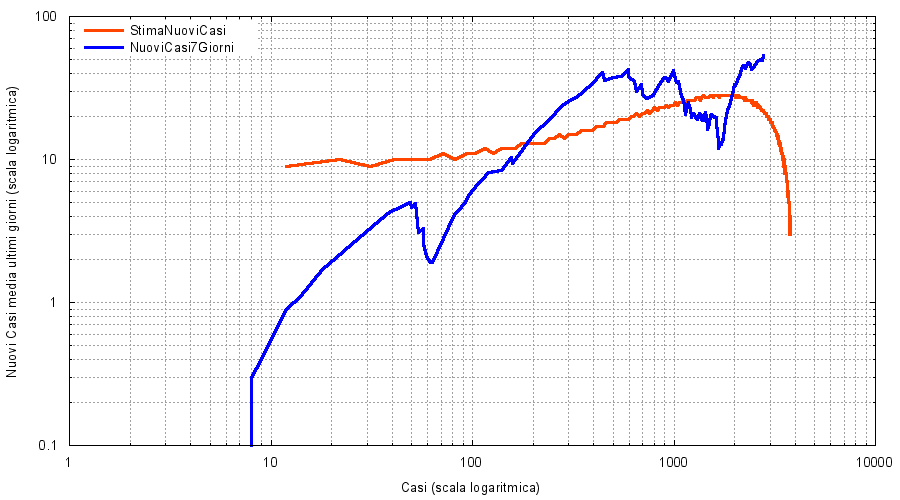 StimaNuoviCasi
NuoviCasi7Giorni
100
10
1
0.1
Nuovi Casi media ultimi giorni (scala logaritmica)
1 10 100 1000 10000
Casi (scala logaritmica)